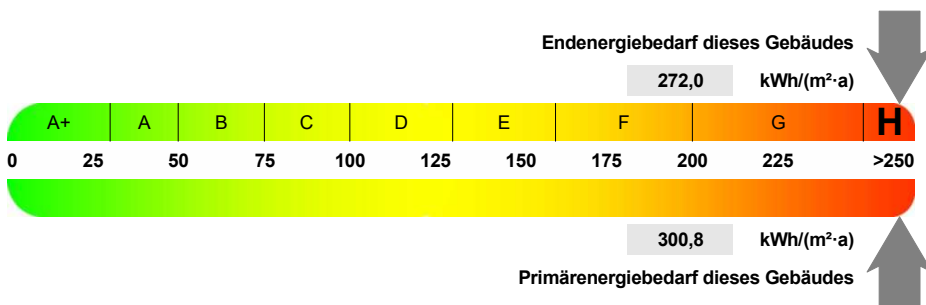 Endenergiebedarf dieses Gebäudes
272,0 kWh/(m²·a)
A+ A B C D E F G H
0 25 50 75 100 125 150 175 200 225 >250
300,8 kWh/(m²·a)
Primärenergiebedarf dieses Gebäudes